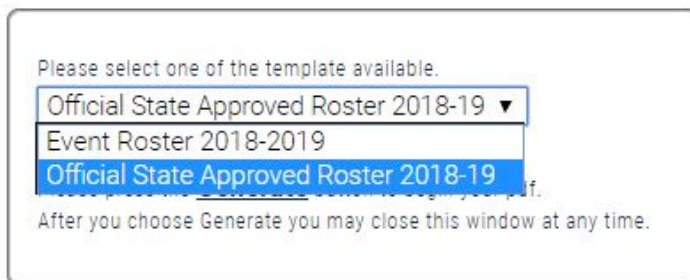 Please select one of the template available.
Official State Approved Roster 2018-19 ▼
Event Roster 2018-2019
Official State Approved Roster 2018-19
pdf.
After you choose Generate you may close this window at any time.